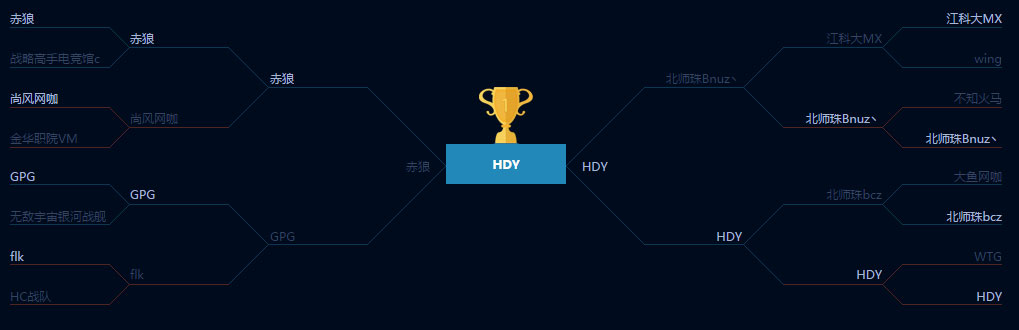 赤狼
战略高手电竞馆c
尚风网咖
金华职院VM
GPG
无敌宇宙银河战舰
flk
HC战队
赤狼
尚风网咖
GPG
flk
赤狼
GPG
赤狼
1
HDY
HDY
北师珠Bnuz丶
HDY
江科大MX
北师珠Bnuz丶
北师珠bcz
HDY
江科大MX
wing
不知火马
北师珠Bnuz丶
大鱼网咖
北师珠bcz
WTG
HDY